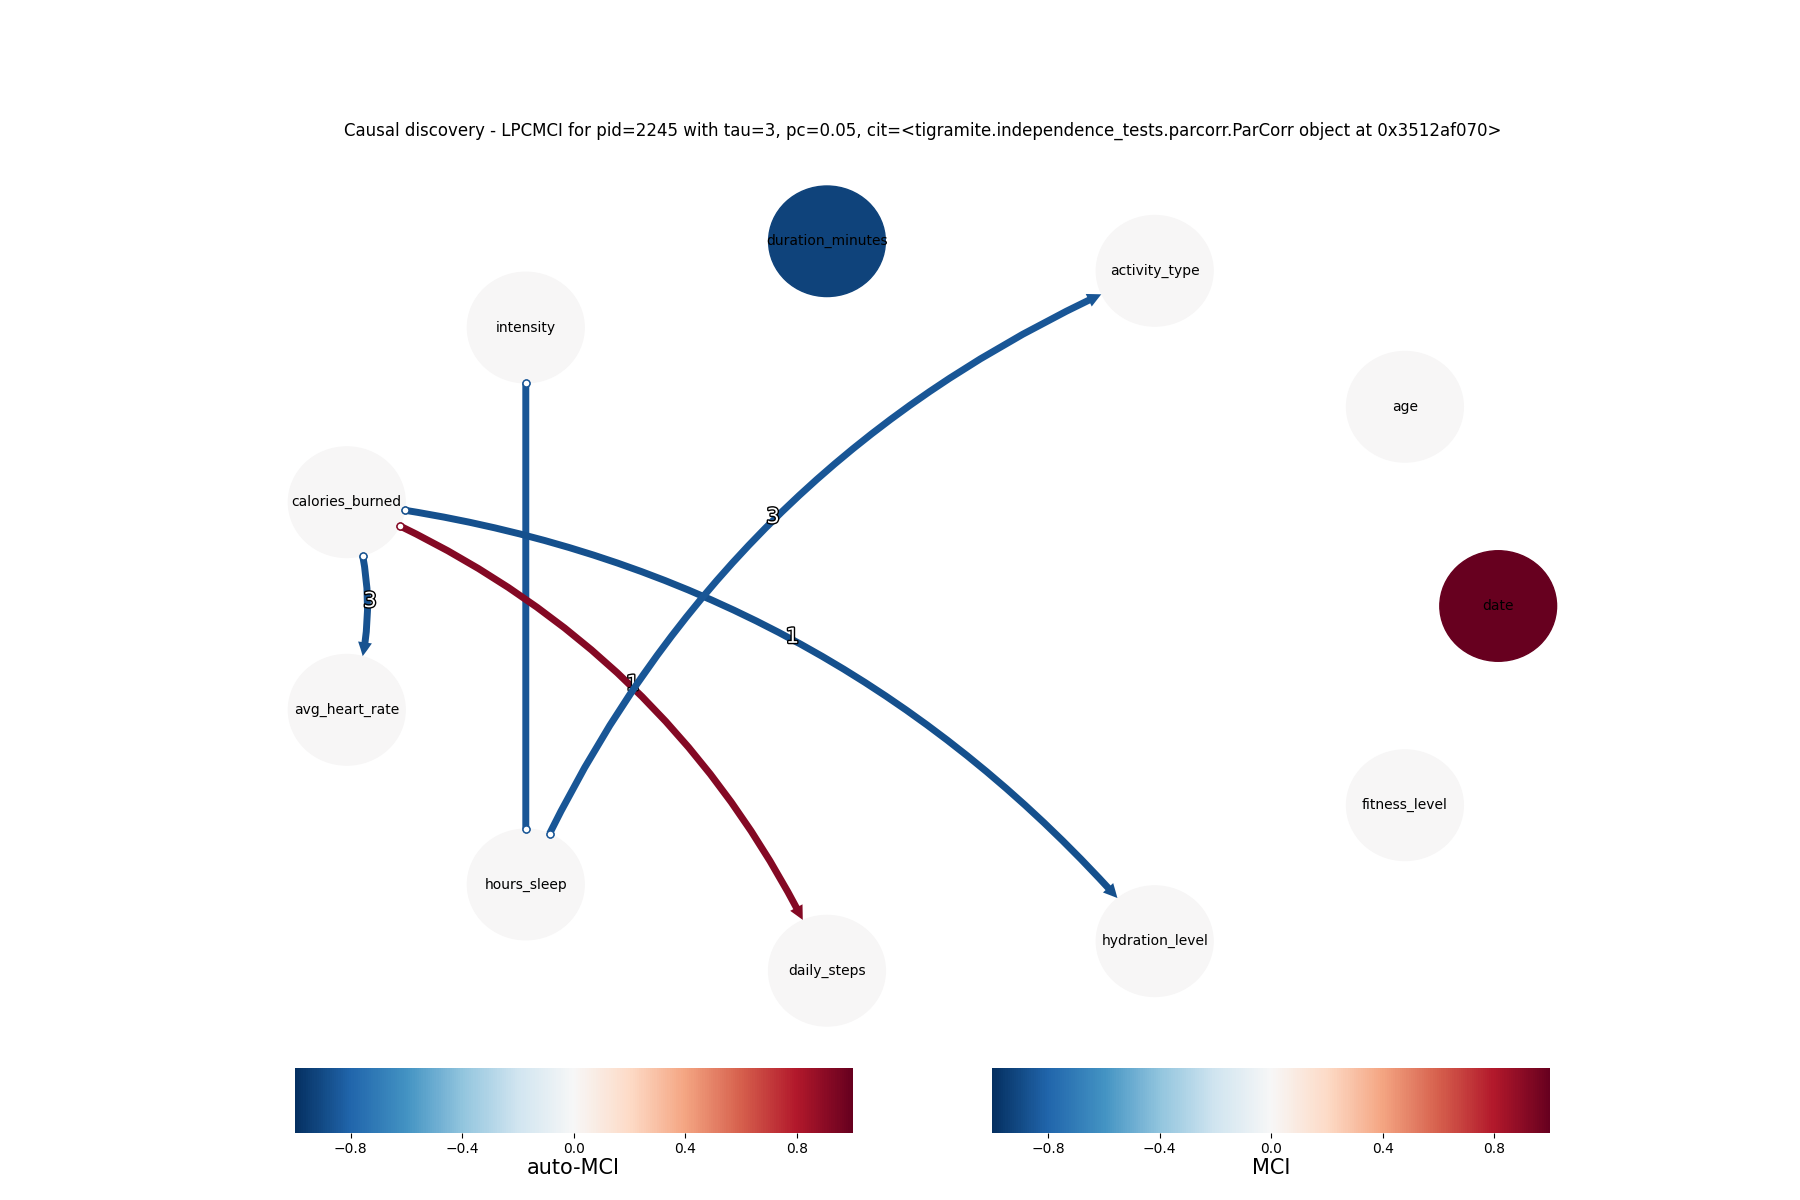 Causal discovery - LPCMCI for pid=2245 with tau=3, pc=0.05, cit=<tigramite.independence_tests.parcorr.ParCorr object at 0x3512af070>
duration_minutes
activity_type
intensity
age
calories_burned
3
3
date
1
1
avg_heart_rate
fitness_level
hours_sleep
hydration_level
daily_steps
−0.8 −0.4 0.0 0.4 0.8
auto-MCI
−0.8 −0.4 0.0 0.4 0.8
MCI